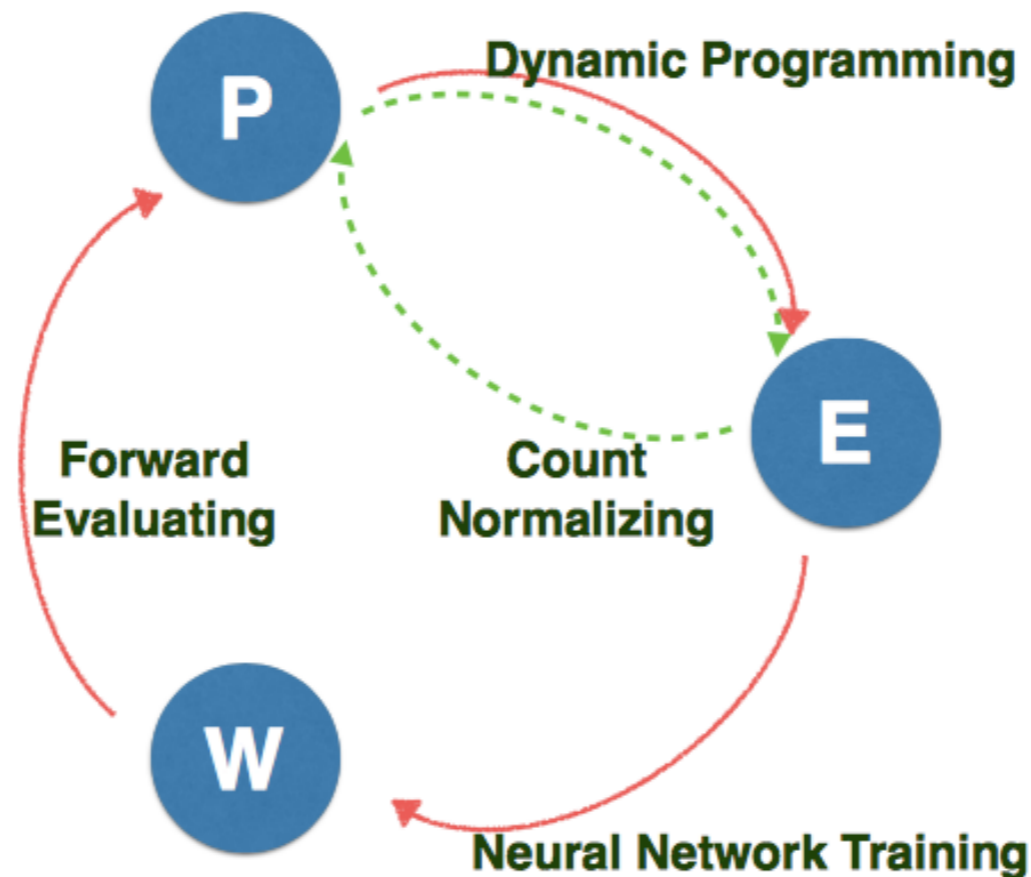 P
Dynamic Programming
E
Forward
Evaluating
Count
Normalizing
W
Neural Network Training